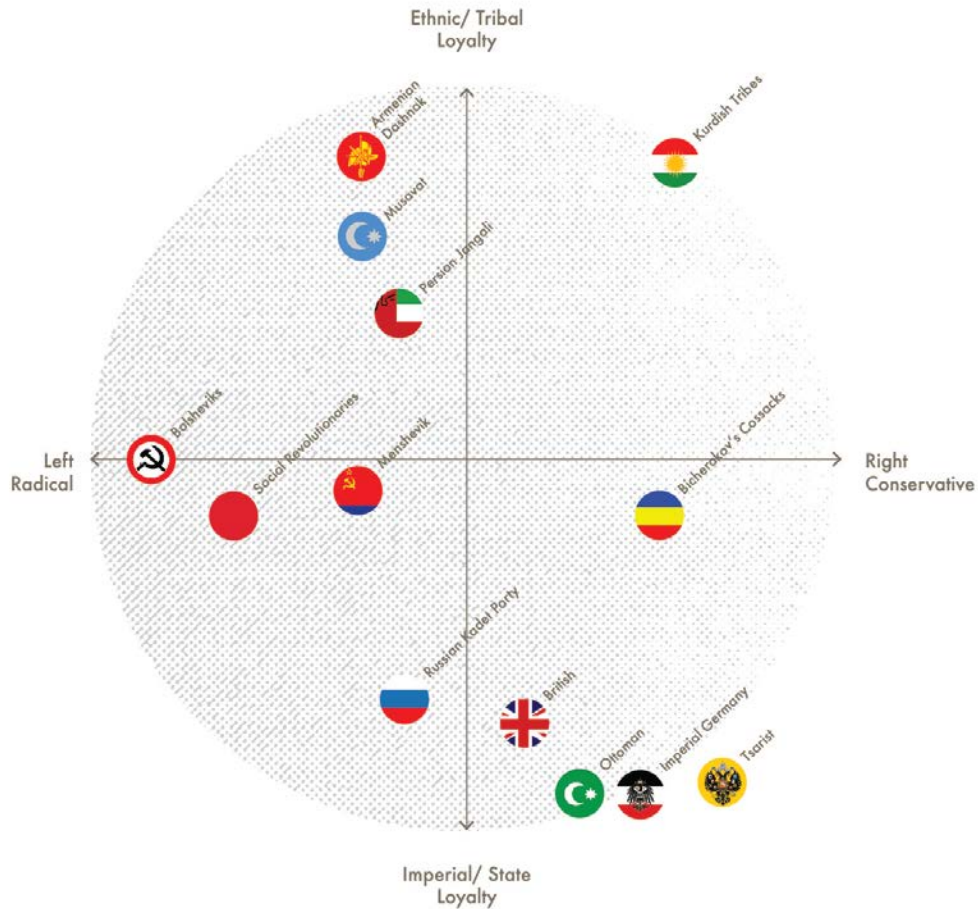 Ethnic/ Tribal
Loyalty
Armenian
Dashnak
Kurdish Tribes
Musavat
Persian Jangali
Bolsheviks
Social Revolutionaries
Menshevik
Bicherokov's Cossacks
Left
Radical
Right
Conservative
Russian Kadet Party
British
Ottoman
Imperial Germany
Tsarist
Imperial/ State
Loyalty